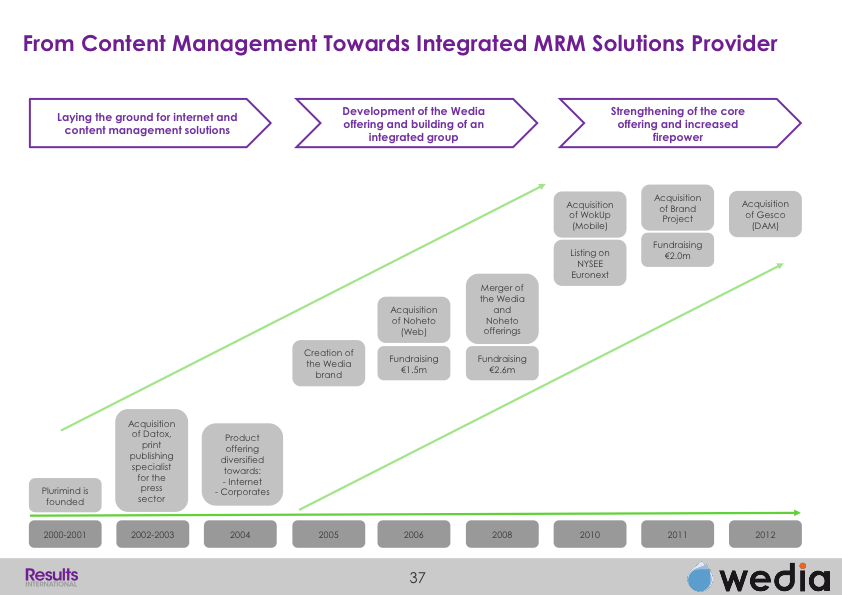 From Content Management Towards Integrated MRM Solutions Provider
Laying the ground for internet and
content management solutions
Development of the Wedia
offering and building of an
integrated group
Strengthening of the core
offering and increased
firepower
Plurimind is
founded
Acquisition
of Datox,
print
publishing
specialist
for the
press
sector
Product
offering
diversified
towards:
- Internet
- Corporates
Creation of
the Wedia
brand
Acquisition
of Noheto
(Web)
Fundraising
€1.5m
Merger of
the Wedia
and
Noheto
offerings
Fundraising
€2.6m
Acquisition
of WokUp
(Mobile)
Listing on
NYSEE
Euronext
Acquisition
of Brand
Project
Fundraising
€2.0m
Acquisition
of Gesco
(DAM)
2000-2001
2002-2003
2004
2005
2006
2008
2010
2011
2012
Results
INTERNATIONAL
37
wedia